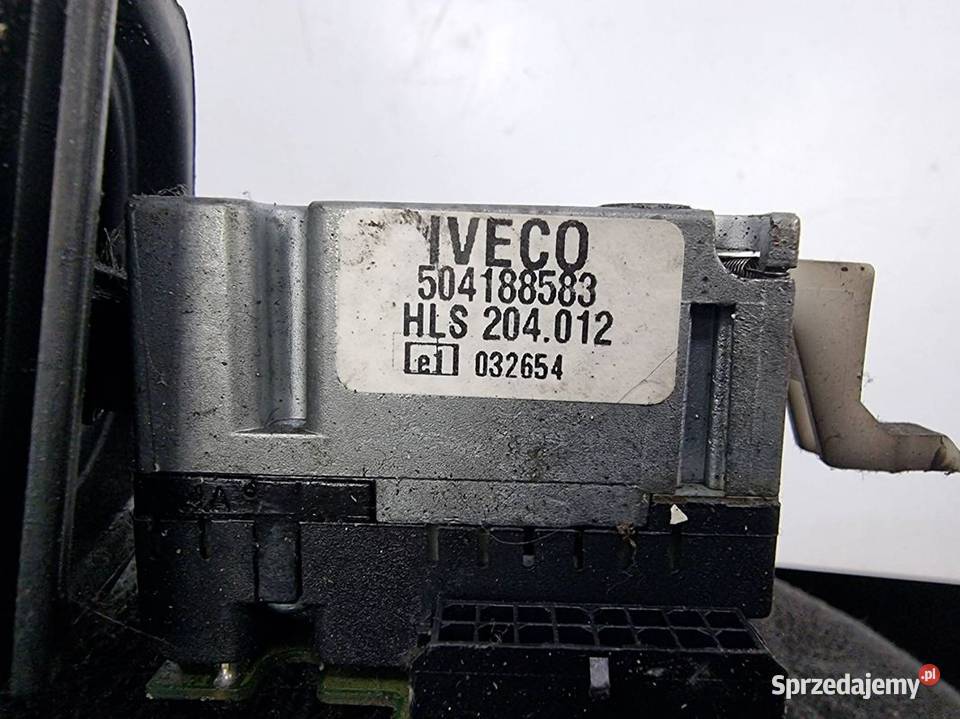 IVECO
504188583
HLS 204.012
e1 032654
Sprzedajemy.pl